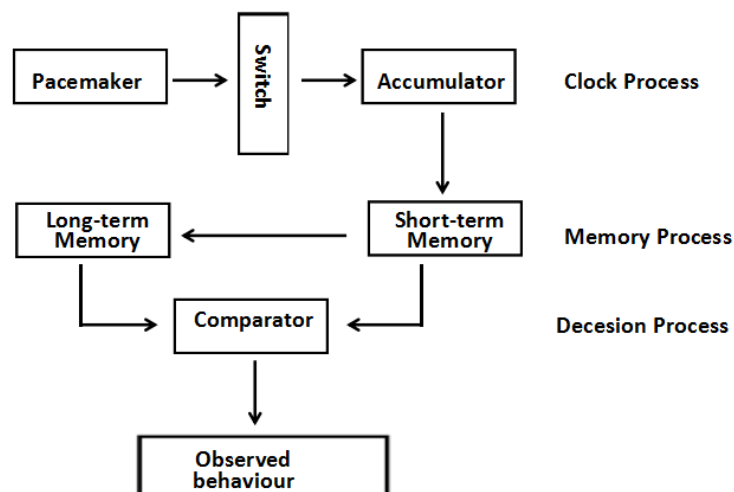 Pacemaker
Switch
Accumulator
Clock Process
Long-term
Memory
Short-term
Memory
Memory Process
Comparator
Decesion Process
Observed
behaviour